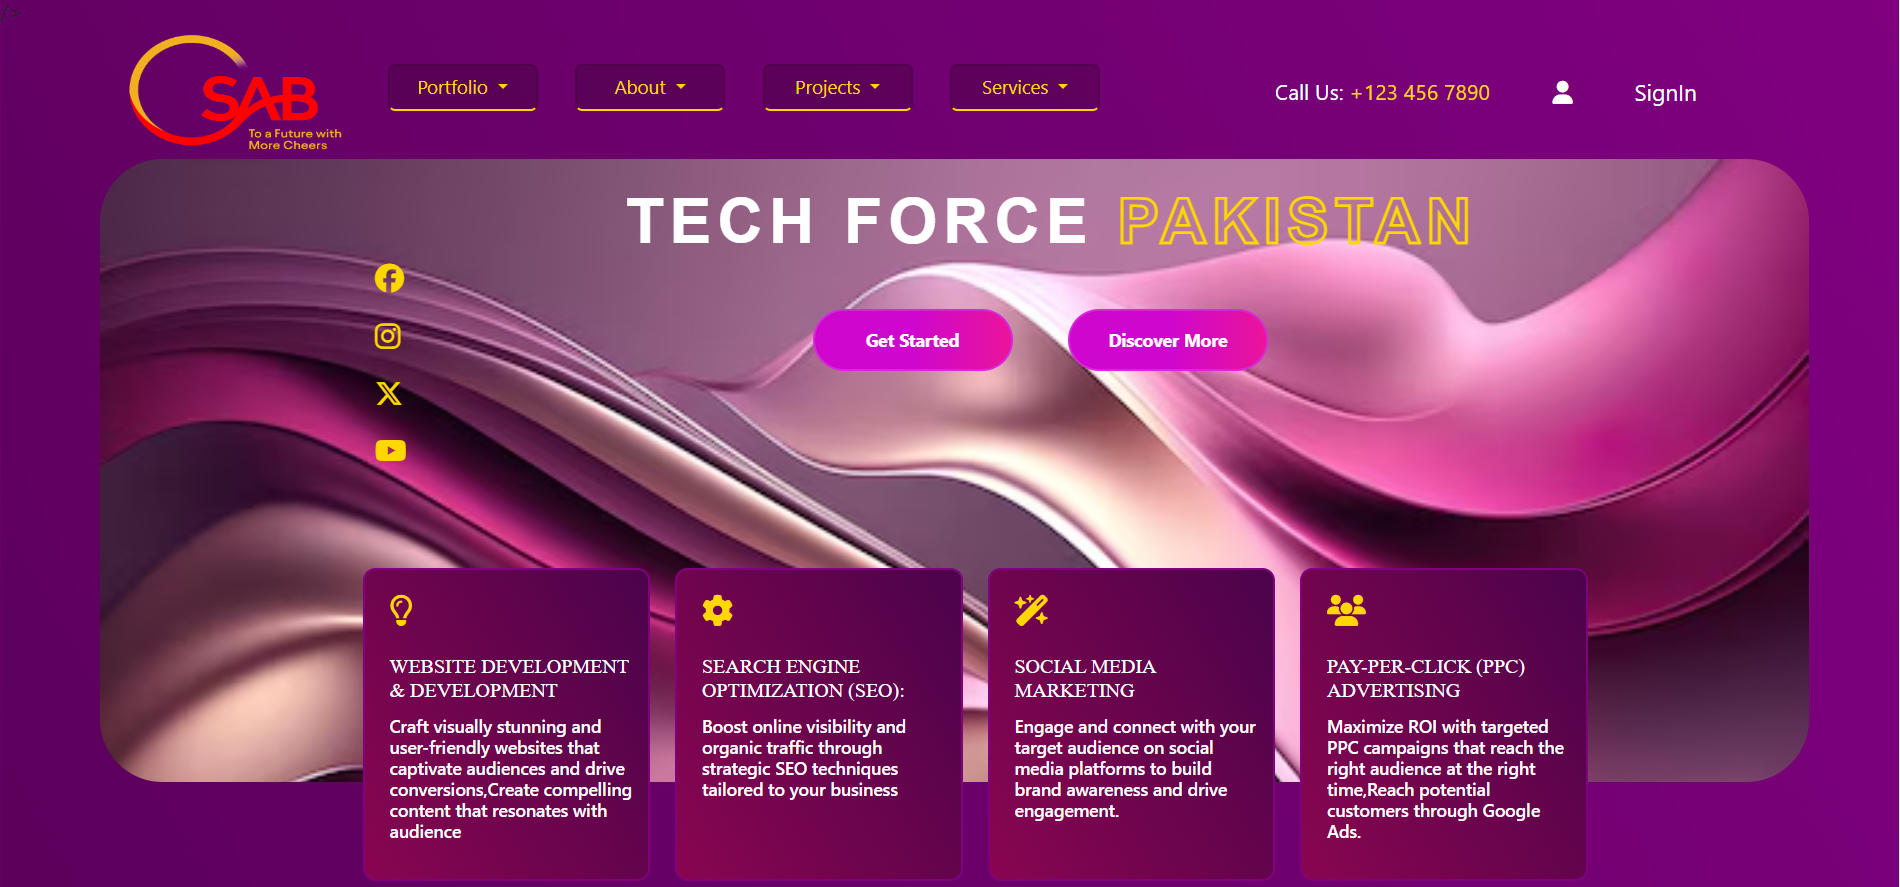 />
SAB
To a Future with
More Cheers
Portfolio
About
Projects
Services
Call Us: +123 456 7890
SignIn
TECH FORCE PAKISTAN
Get Started
Discover More
WEBSITE DEVELOPMENT
& DEVELOPMENT
Craft visually stunning and
user-friendly websites that
captivate audiences and drive
conversions,Create compelling
content that resonates with
audience
SEARCH ENGINE
OPTIMIZATION (SEO):
Boost online visibility and
organic traffic through
strategic SEO techniques
tailored to your business
SOCIAL MEDIA
MARKETING
Engage and connect with your
target audience on social
media platforms to build
brand awareness and drive
engagement.
PAY-PER-CLICK (PPC)
ADVERTISING
Maximize ROI with targeted
PPC campaigns that reach the
right audience at the right
time,Reach potential
customers through Google
Ads.